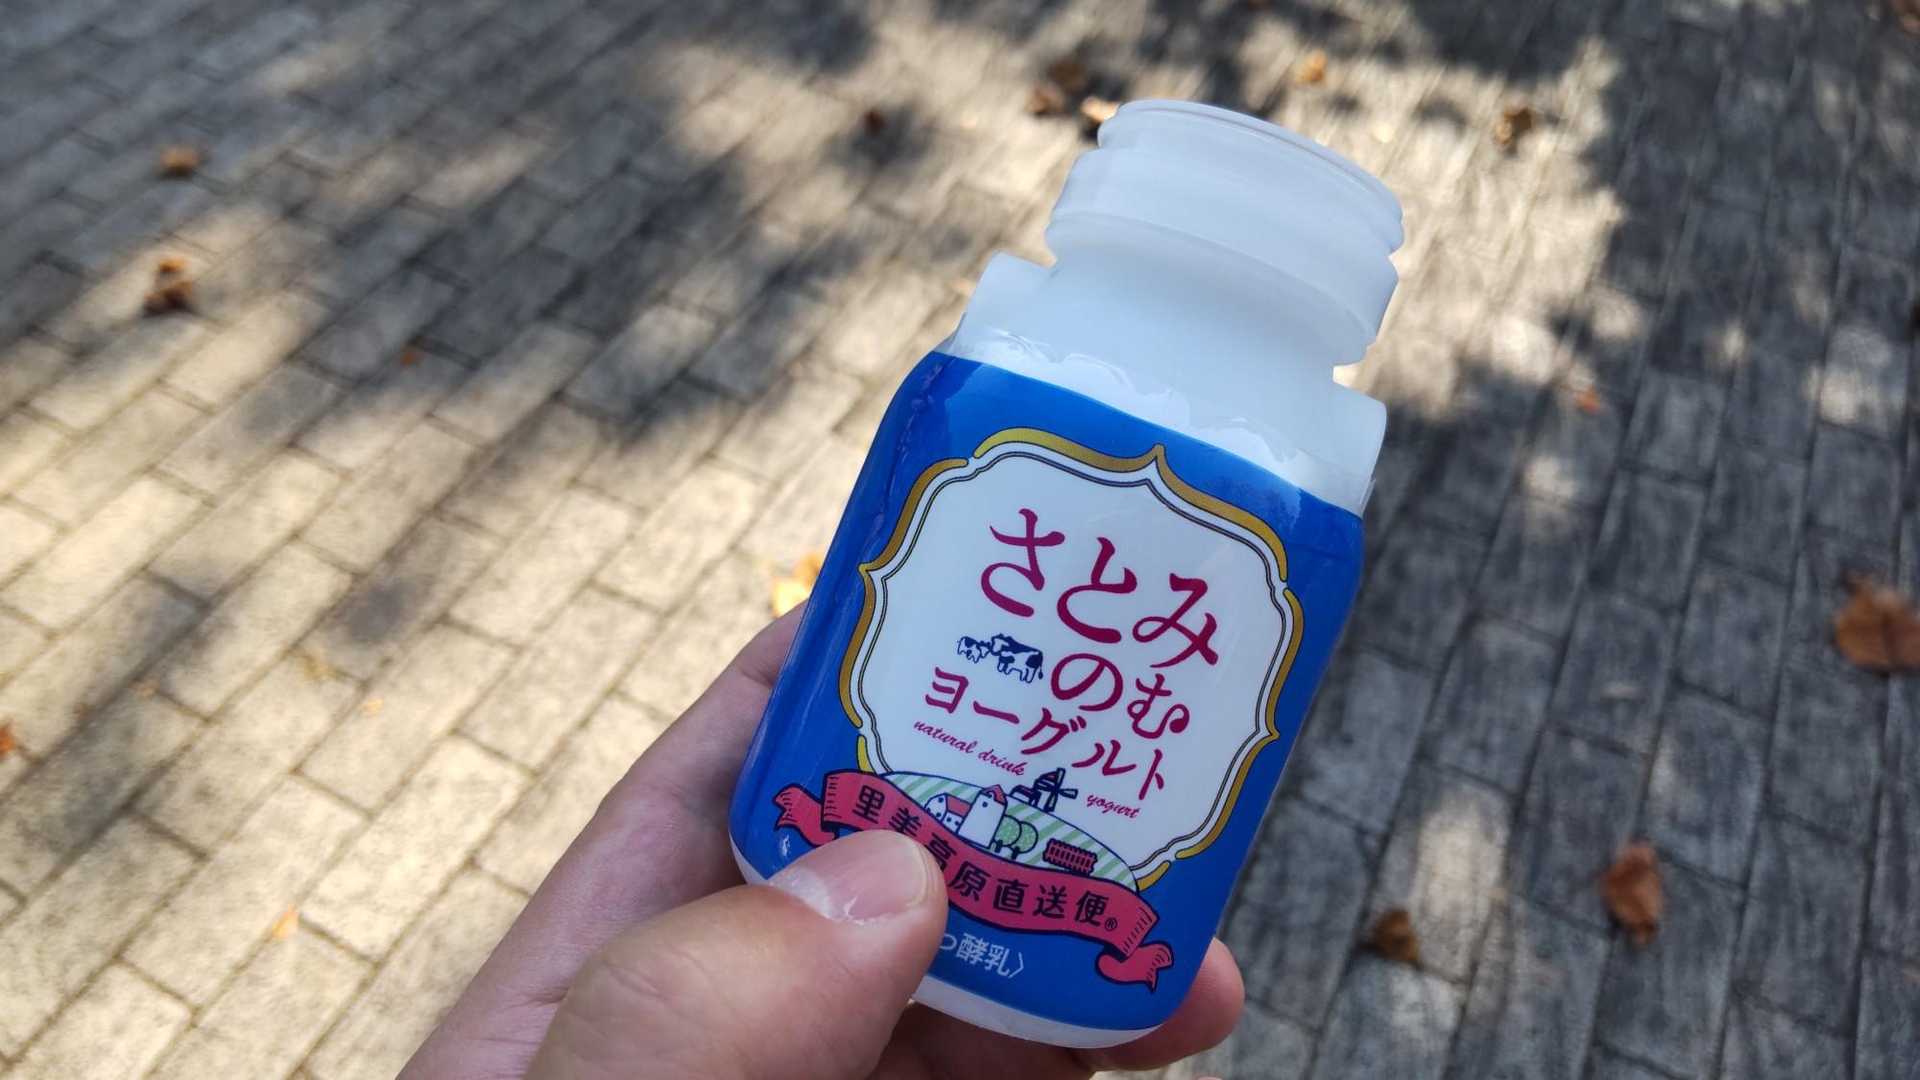 さとみ
のむ
ヨーグルト
natural drink yogurt
里美高原直送便®
つ酵乳〉